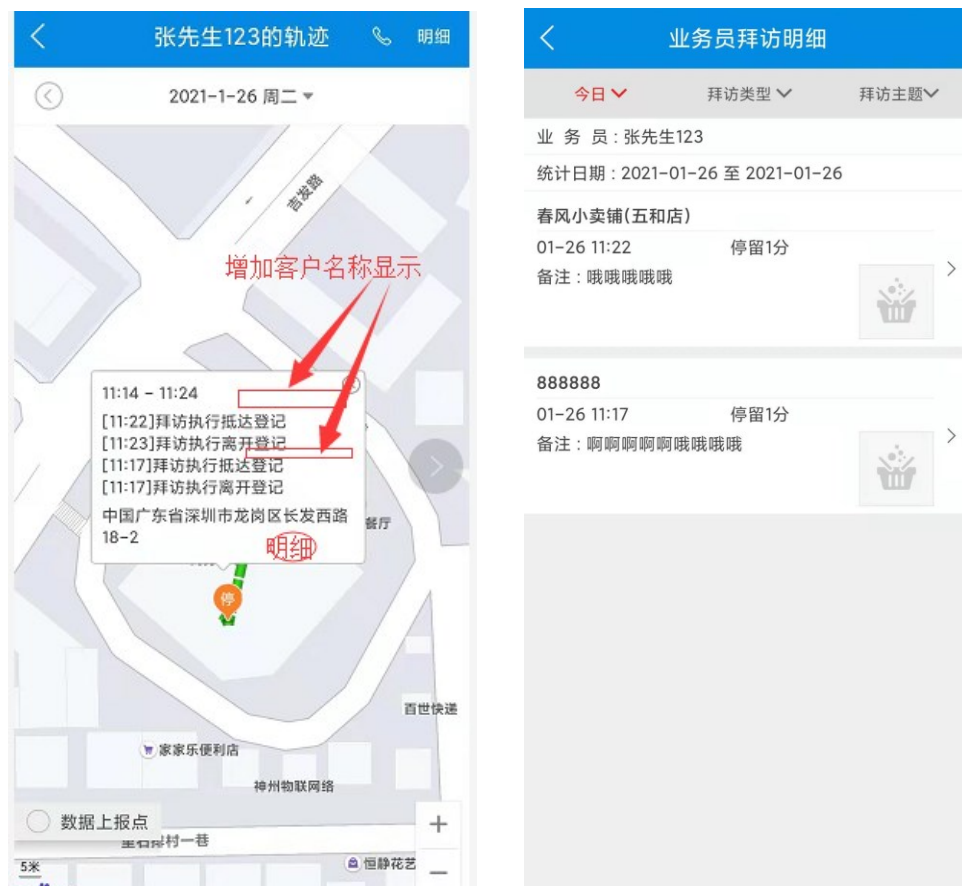 张先生123的轨迹
明细
2021-1-26 周二
吉发路
增加客户名称显示
11:14 - 11:24
[11:22]拜访执行抵达登记
[11:23]拜访执行离开登记
[11:17]拜访执行抵达登记
[11:17]拜访执行离开登记
中国广东省深圳市龙岗区长发西路
18-2
明细
餐厅
停
百世快递
家家乐便利店
神州物联网络
数据上报点
村一巷
恒静花艺
5米
业务员拜访明细
今日
拜访类型
拜访主题
业 务 员:张先生123
统计日期:2021-01-26 至 2021-01-26
春风小卖铺(五和店)
01-26 11:22 停留1分
备注:哦哦哦哦哦
888888
01-26 11:17 停留1分
备注:啊啊啊啊啊哦哦哦哦